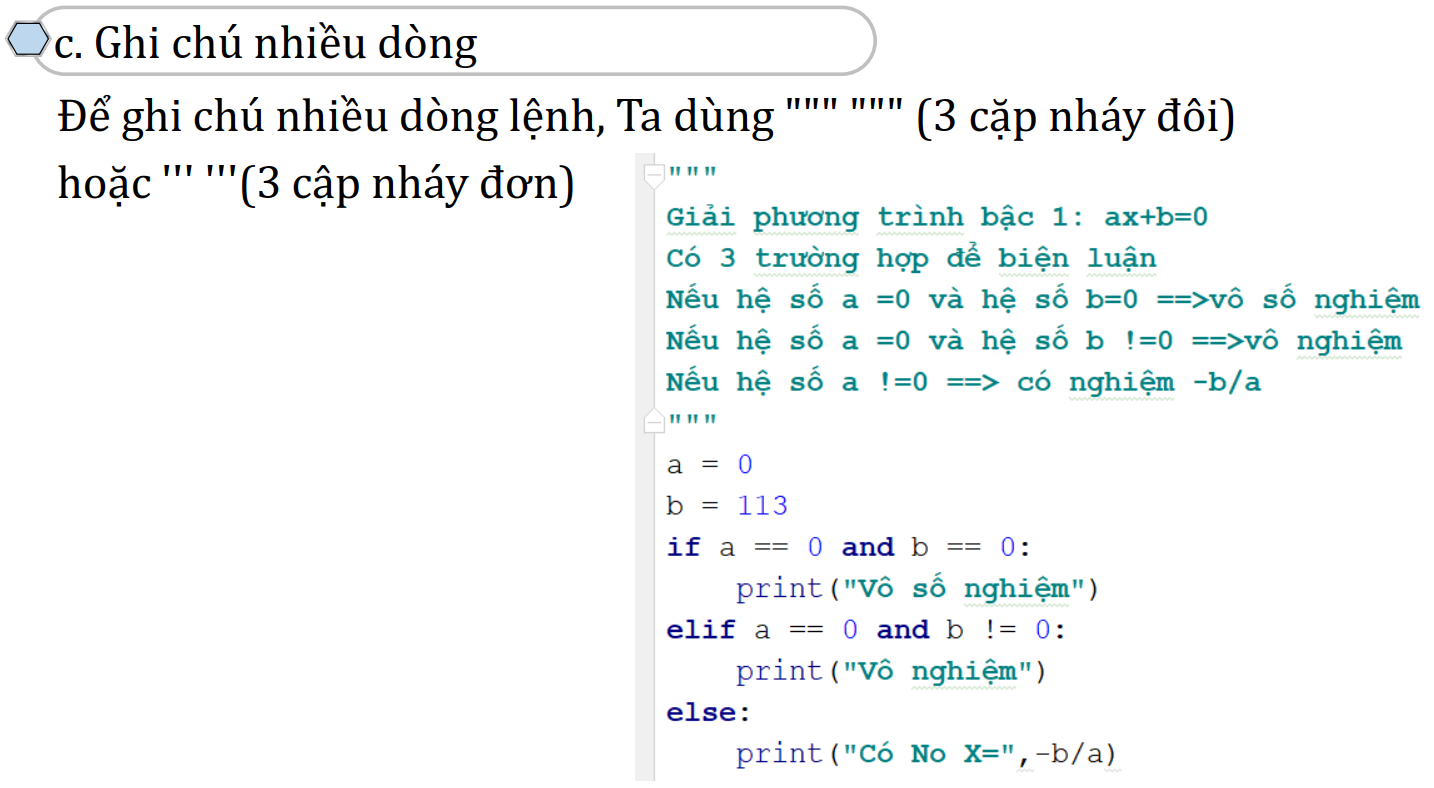 c. Ghi chú nhiều dòng
Để ghi chú nhiều dòng lệnh, Ta dùng """ """ (3 cặp nháy đôi)
hoặc ''' '''(3 cập nháy đơn)
"""
Giải phương trình bậc 1: ax+b=0
Có 3 trường hợp để biện luận
Nếu hệ số a =0 và hệ số b=0 ==>vô số nghiệm
Nếu hệ số a =0 và hệ số b !=0 ==>vô nghiệm
Nếu hệ số a !=0 ==> có nghiệm -b/a
"""
a = 0
b = 113
if a == 0 and b == 0:
    print("Vô số nghiệm")
elif a == 0 and b != 0:
    print("Vô nghiệm")
else:
    print("Có No X=",-b/a)